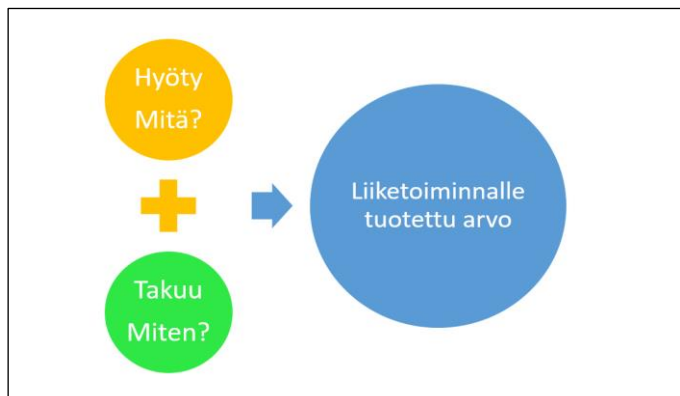 Hyöty
Mitä?
Takuu
Miten?
Liiketoiminnalle
tuotettu arvo